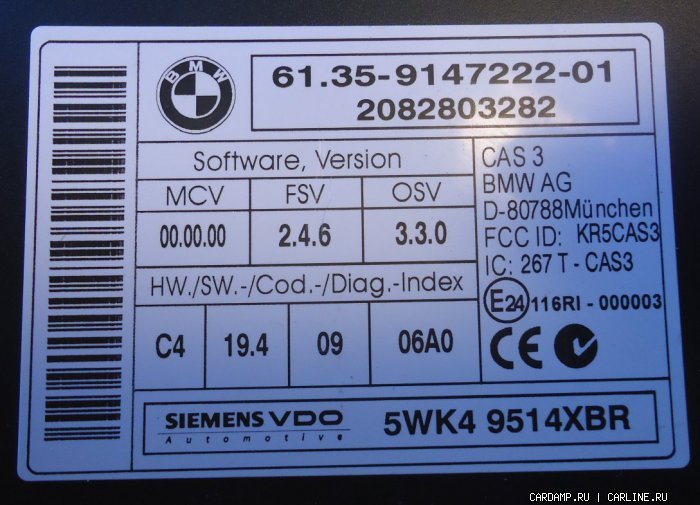 BMW
61.35-9147222-01
2082803282
Software, Version
MCV FSV OSV
00.00.00 2.4.6 3.3.0
HW./SW.-/Cod.-/Diag.-Index
C4 19.4 09 06A0
CAS 3
BMW AG
D-80788München
FCC ID: KR5CAS3
IC: 267 T - CAS3
E24 116RI - 000003
CE
SIEMENS VDO
Automotive
5WK4 9514XBR
CARDAMP.RU | CARLINE.RU